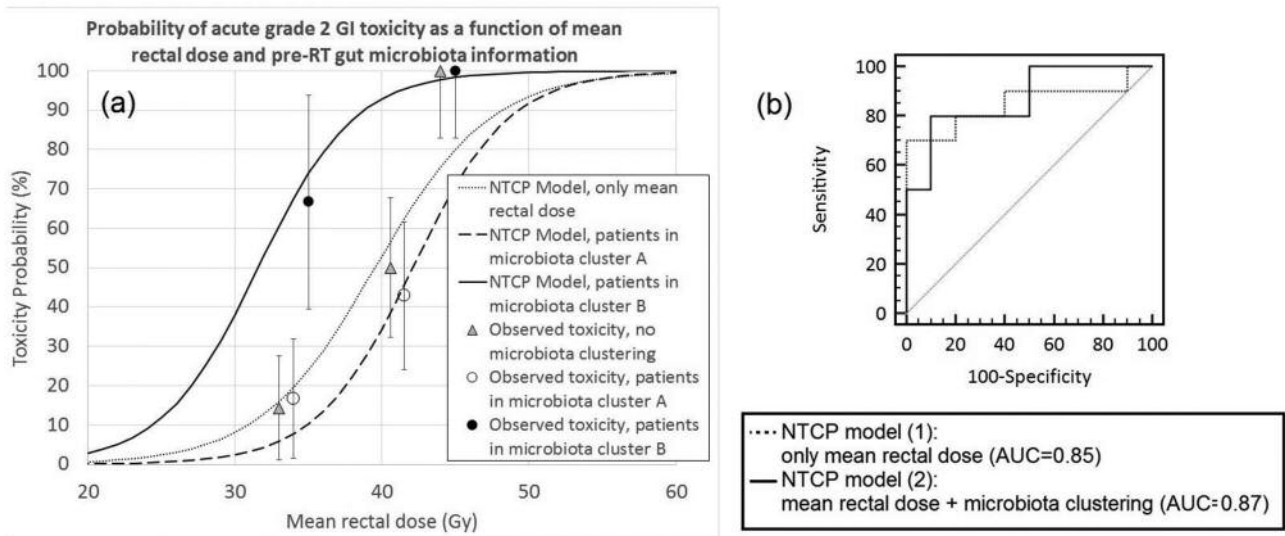 Probability of acute grade 2 GI toxicity as a function of mean
rectal dose and pre-RT gut microbiota information
(a)
Toxicity Probability (%)
100
90
80
70
60
50
40
30
20
10
0
20
30
40
50
60
Mean rectal dose (Gy)
NTCP Model, only mean
rectal dose
NTCP Model, patients in
microbiota cluster A
NTCP Model, patients in
microbiota cluster B
Observed toxicity, no
microbiota clustering
Observed toxicity, patients
in microbiota cluster A
Observed toxicity, patients
in microbiota cluster B
(b)
Sensitivity
100
80
60
40
20
0
0
20
40
60
80
100
100-Specificity
NTCP model (1):
only mean rectal dose (AUC=0.85)
NTCP model (2):
mean rectal dose + microbiota clustering (AUC=0.87)